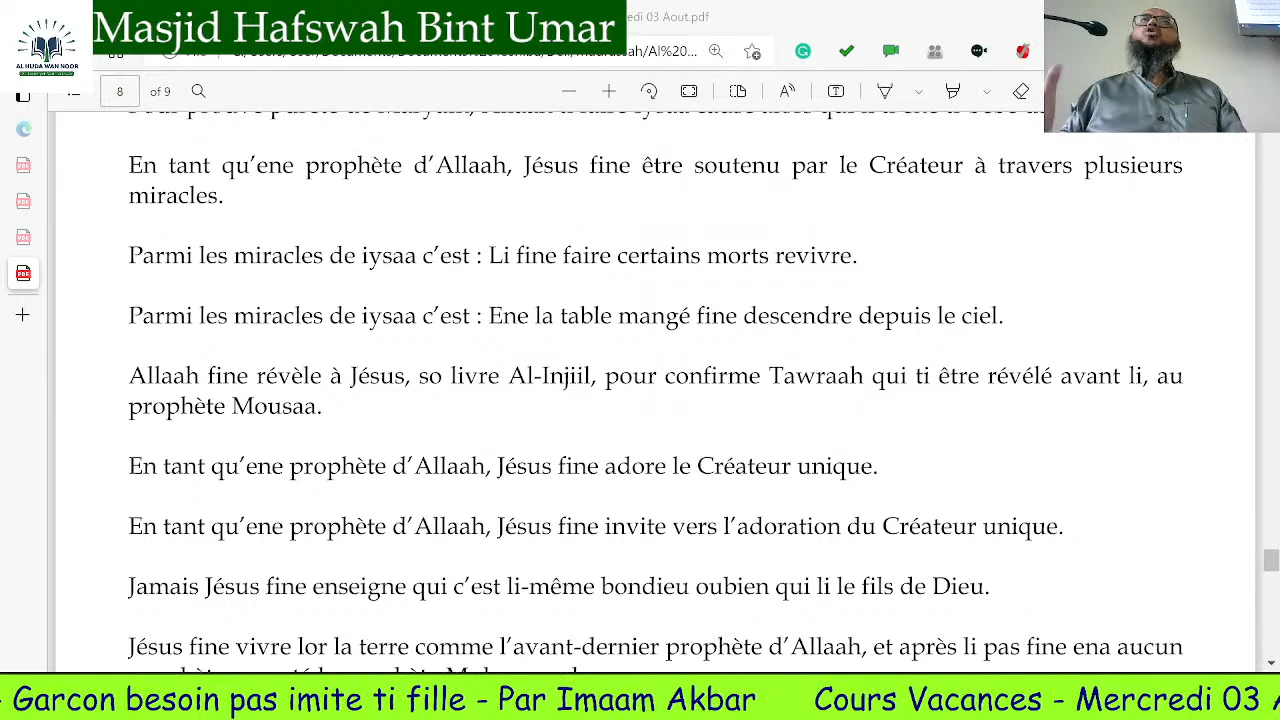 Masjid Hafswah Bint Umar
di 03 Aout.pdf
AL HUDA WAN NOOR
8 of 9
En tant qu’ene prophète d’Allaah, Jésus fine être soutenu par le Créateur à travers plusieurs
miracles.
Parmi les miracles de iysaa c’est : Li fine faire certains morts revivre.
Parmi les miracles de iysaa c’est : Ene la table mangé fine descendre depuis le ciel.
Allaah fine révèle à Jésus, so livre Al-Injiil, pour confirme Tawraah qui ti être révélé avant li, au
prophète Mousaa.
En tant qu’ene prophète d’Allaah, Jésus fine adore le Créateur unique.
En tant qu’ene prophète d’Allaah, Jésus fine invite vers l’adoration du Créateur unique.
Jamais Jésus fine enseigne qui c’est li-même bondieu oubien qui li le fils de Dieu.
Jésus fine vivre lor la terre comme l’avant-dernier prophète d’Allaah, et après li pas fine ena aucun
- Garcon besoin pas imite ti fille - Par Imaam Akbar Cours Vacances - Mercredi 03